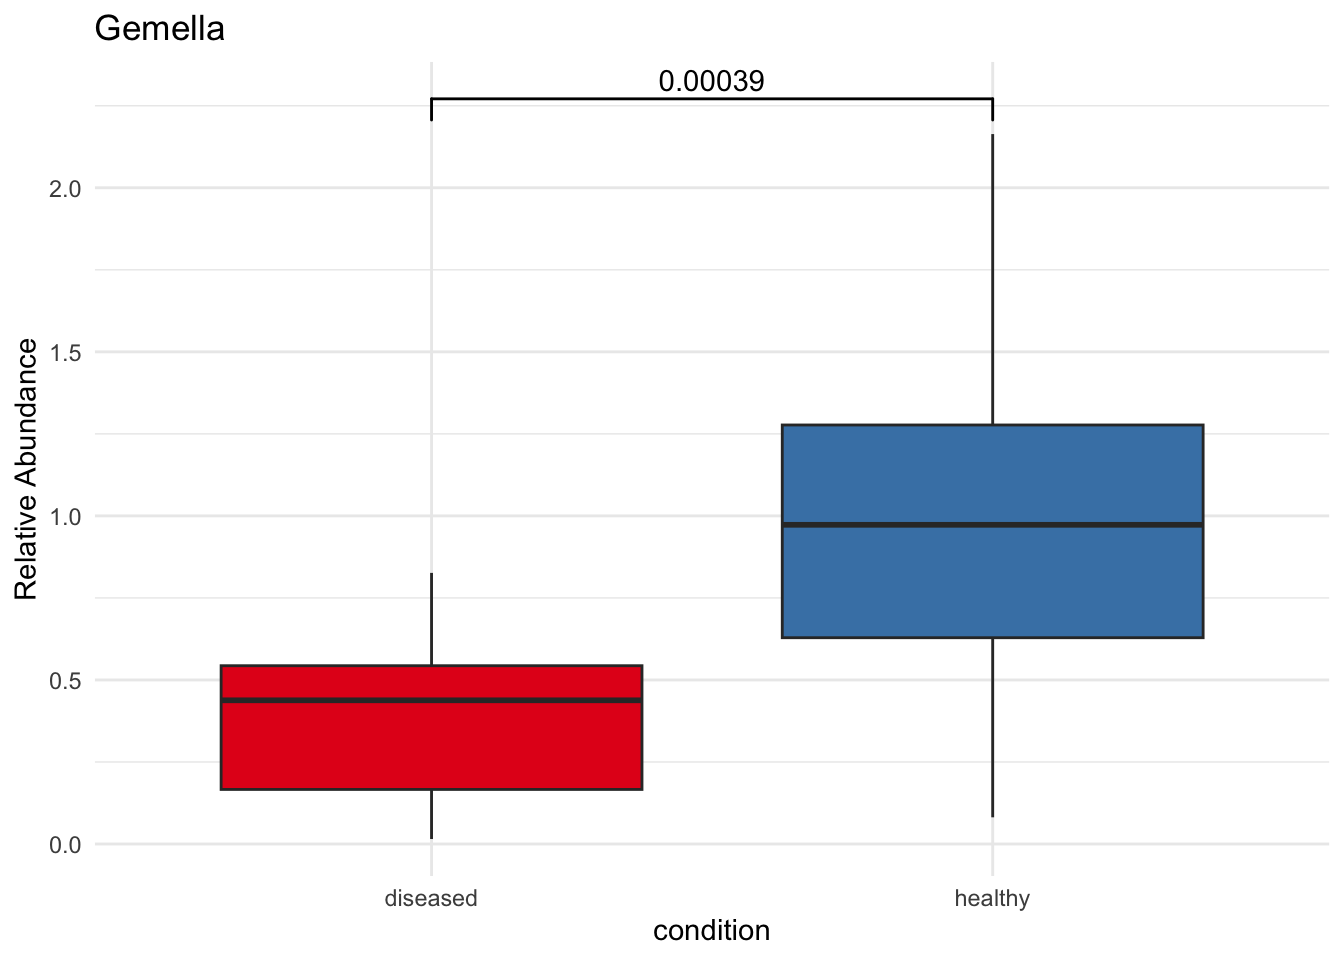 Gemella
0.00039
2.0
1.5
1.0
0.5
0.0
Relative Abundance
diseased
healthy
condition